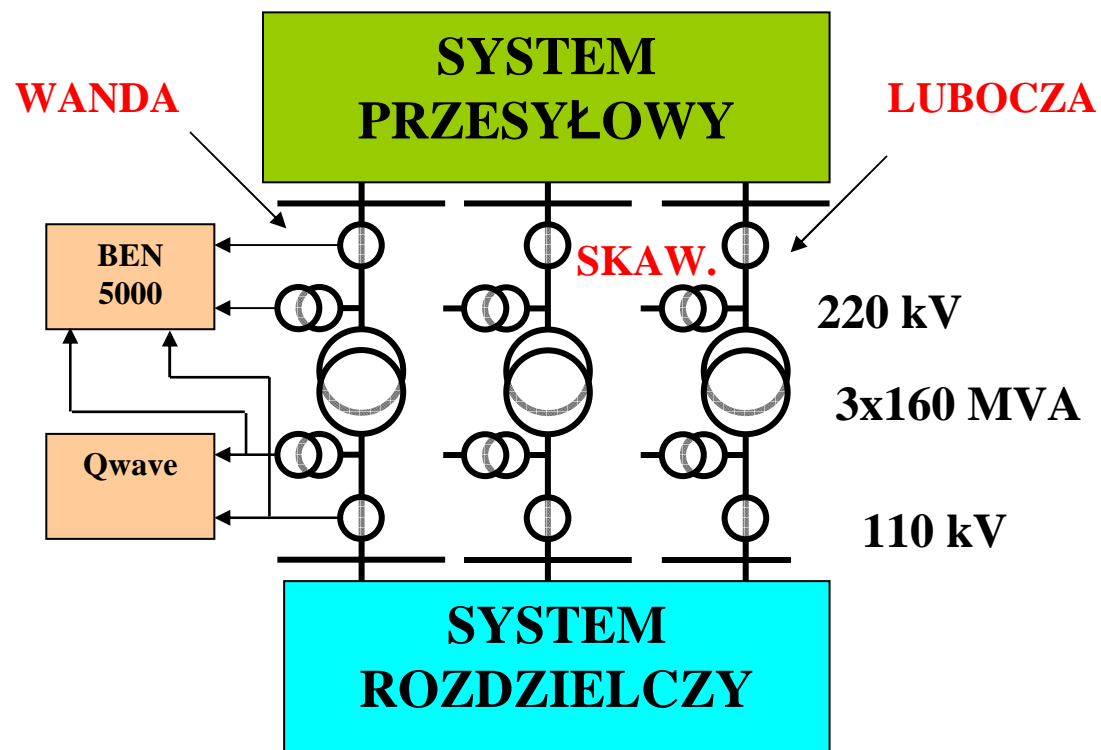 SYSTEM
PRZESYŁOWY
WANDA
LUBOCZA
BEN
5000
SKAW.
220 kV
3x160 MVA
Qwave
110 kV
SYSTEM
ROZDZIELCZY